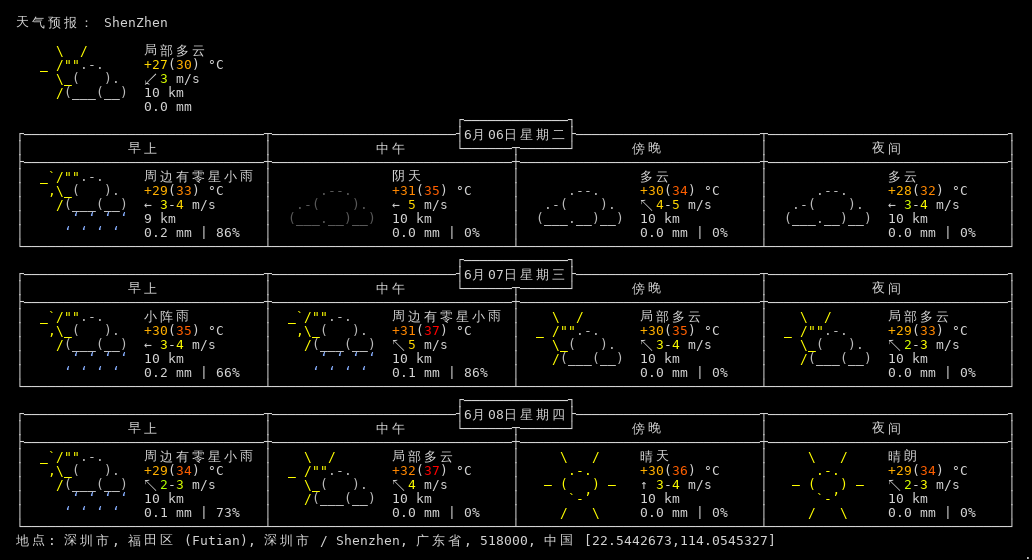 天气预报： ShenZhen
局部多云
+27(30) °C
↙ 3 m/s
10 km
0.0 mm
6月06日星期二
早上 中午 傍晚 夜间
周边有零星小雨 阴天 多云 多云
+29(33) °C +31(35) °C +30(34) °C +28(32) °C
← 3-4 m/s ← 5 m/s ↖ 4-5 m/s ← 3-4 m/s
9 km 10 km 10 km 10 km
0.2 mm | 86% 0.0 mm | 0% 0.0 mm | 0% 0.0 mm | 0%
6月07日星期三
早上 中午 傍晚 夜间
小阵雨 周边有零星小雨 局部多云 局部多云
+30(35) °C +31(37) °C +30(35) °C +29(33) °C
← 3-4 m/s ↖ 5 m/s ↖ 3-4 m/s ↖ 2-3 m/s
10 km 10 km 10 km 10 km
0.2 mm | 66% 0.1 mm | 86% 0.0 mm | 0% 0.0 mm | 0%
6月08日星期四
早上 中午 傍晚 夜间
周边有零星小雨 局部多云 晴天 晴朗
+29(34) °C +32(37) °C +30(36) °C +29(34) °C
↖ 2-3 m/s ↖ 4 m/s ↑ 3-4 m/s ↖ 2-3 m/s
10 km 10 km 10 km 10 km
0.1 mm | 73% 0.0 mm | 0% 0.0 mm | 0% 0.0 mm | 0%
地点: 深圳市, 福田区 (Futian), 深圳市 / Shenzhen, 广东省, 518000, 中国 [22.5442673,114.0545327]